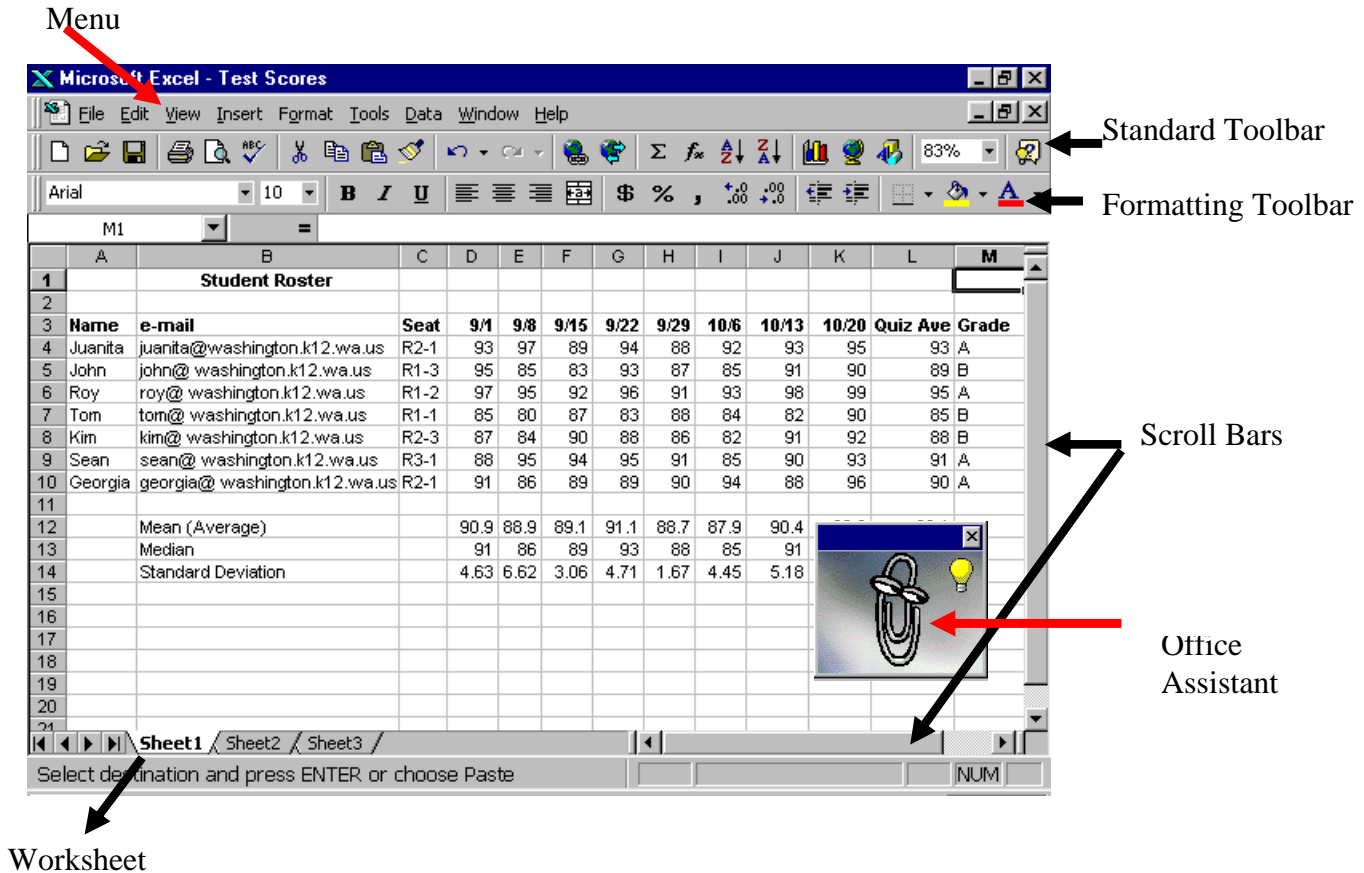 Menu
Microsoft Excel - Test Scores
File Edit View Insert Format Tools Data Window Help
Standard Toolbar
ABC Σ fx A Z Z A 83% ?
Arial 10 B I U a $ % , .0 .00 .00 .0 A
Formatting Toolbar
M1 =
A B C D E F G H I J K L M
1 Student Roster
2
3 Name e-mail Seat 9/1 9/8 9/15 9/22 9/29 10/6 10/13 10/20 Quiz Ave Grade
4 Juanita juanita@washington.k12.wa.us R2-1 93 97 89 94 88 92 93 95 93 A
5 John john@ washington.k12.wa.us R1-3 95 85 83 93 87 85 91 90 89 B
6 Roy roy@ washington.k12.wa.us R1-2 97 95 92 96 91 93 98 99 95 A
7 Tom tom@ washington.k12.wa.us R1-1 85 80 87 83 88 84 82 90 85 B
8 Kim kim@ washington.k12.wa.us R2-3 87 84 90 88 86 82 91 92 88 B
9 Sean sean@ washington.k12.wa.us R3-1 88 95 94 95 91 85 90 93 91 A
10 Georgia georgia@ washington.k12.wa.us R2-1 91 86 89 89 90 94 88 96 90 A
Scroll Bars
11
12 Mean (Average) 90.9 88.9 89.1 91.1 88.7 87.9 90.4
13 Median 91 86 89 93 88 85 91
14 Standard Deviation 4.63 6.62 3.06 4.71 1.67 4.45 5.18
15
16
17
18
19
20
21
Office
Assistant
Sheet1 Sheet2 Sheet3
Select destination and press ENTER or choose Paste NUM
Worksheet